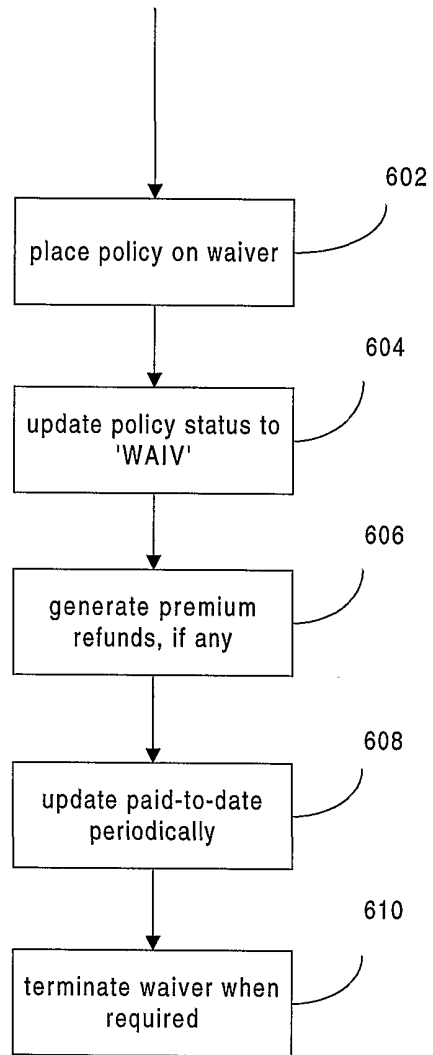 602
place policy on waiver
604
update policy status to
'WAIV'
606
generate premium
refunds, if any
608
update paid-to-date
periodically
610
terminate waiver when
required